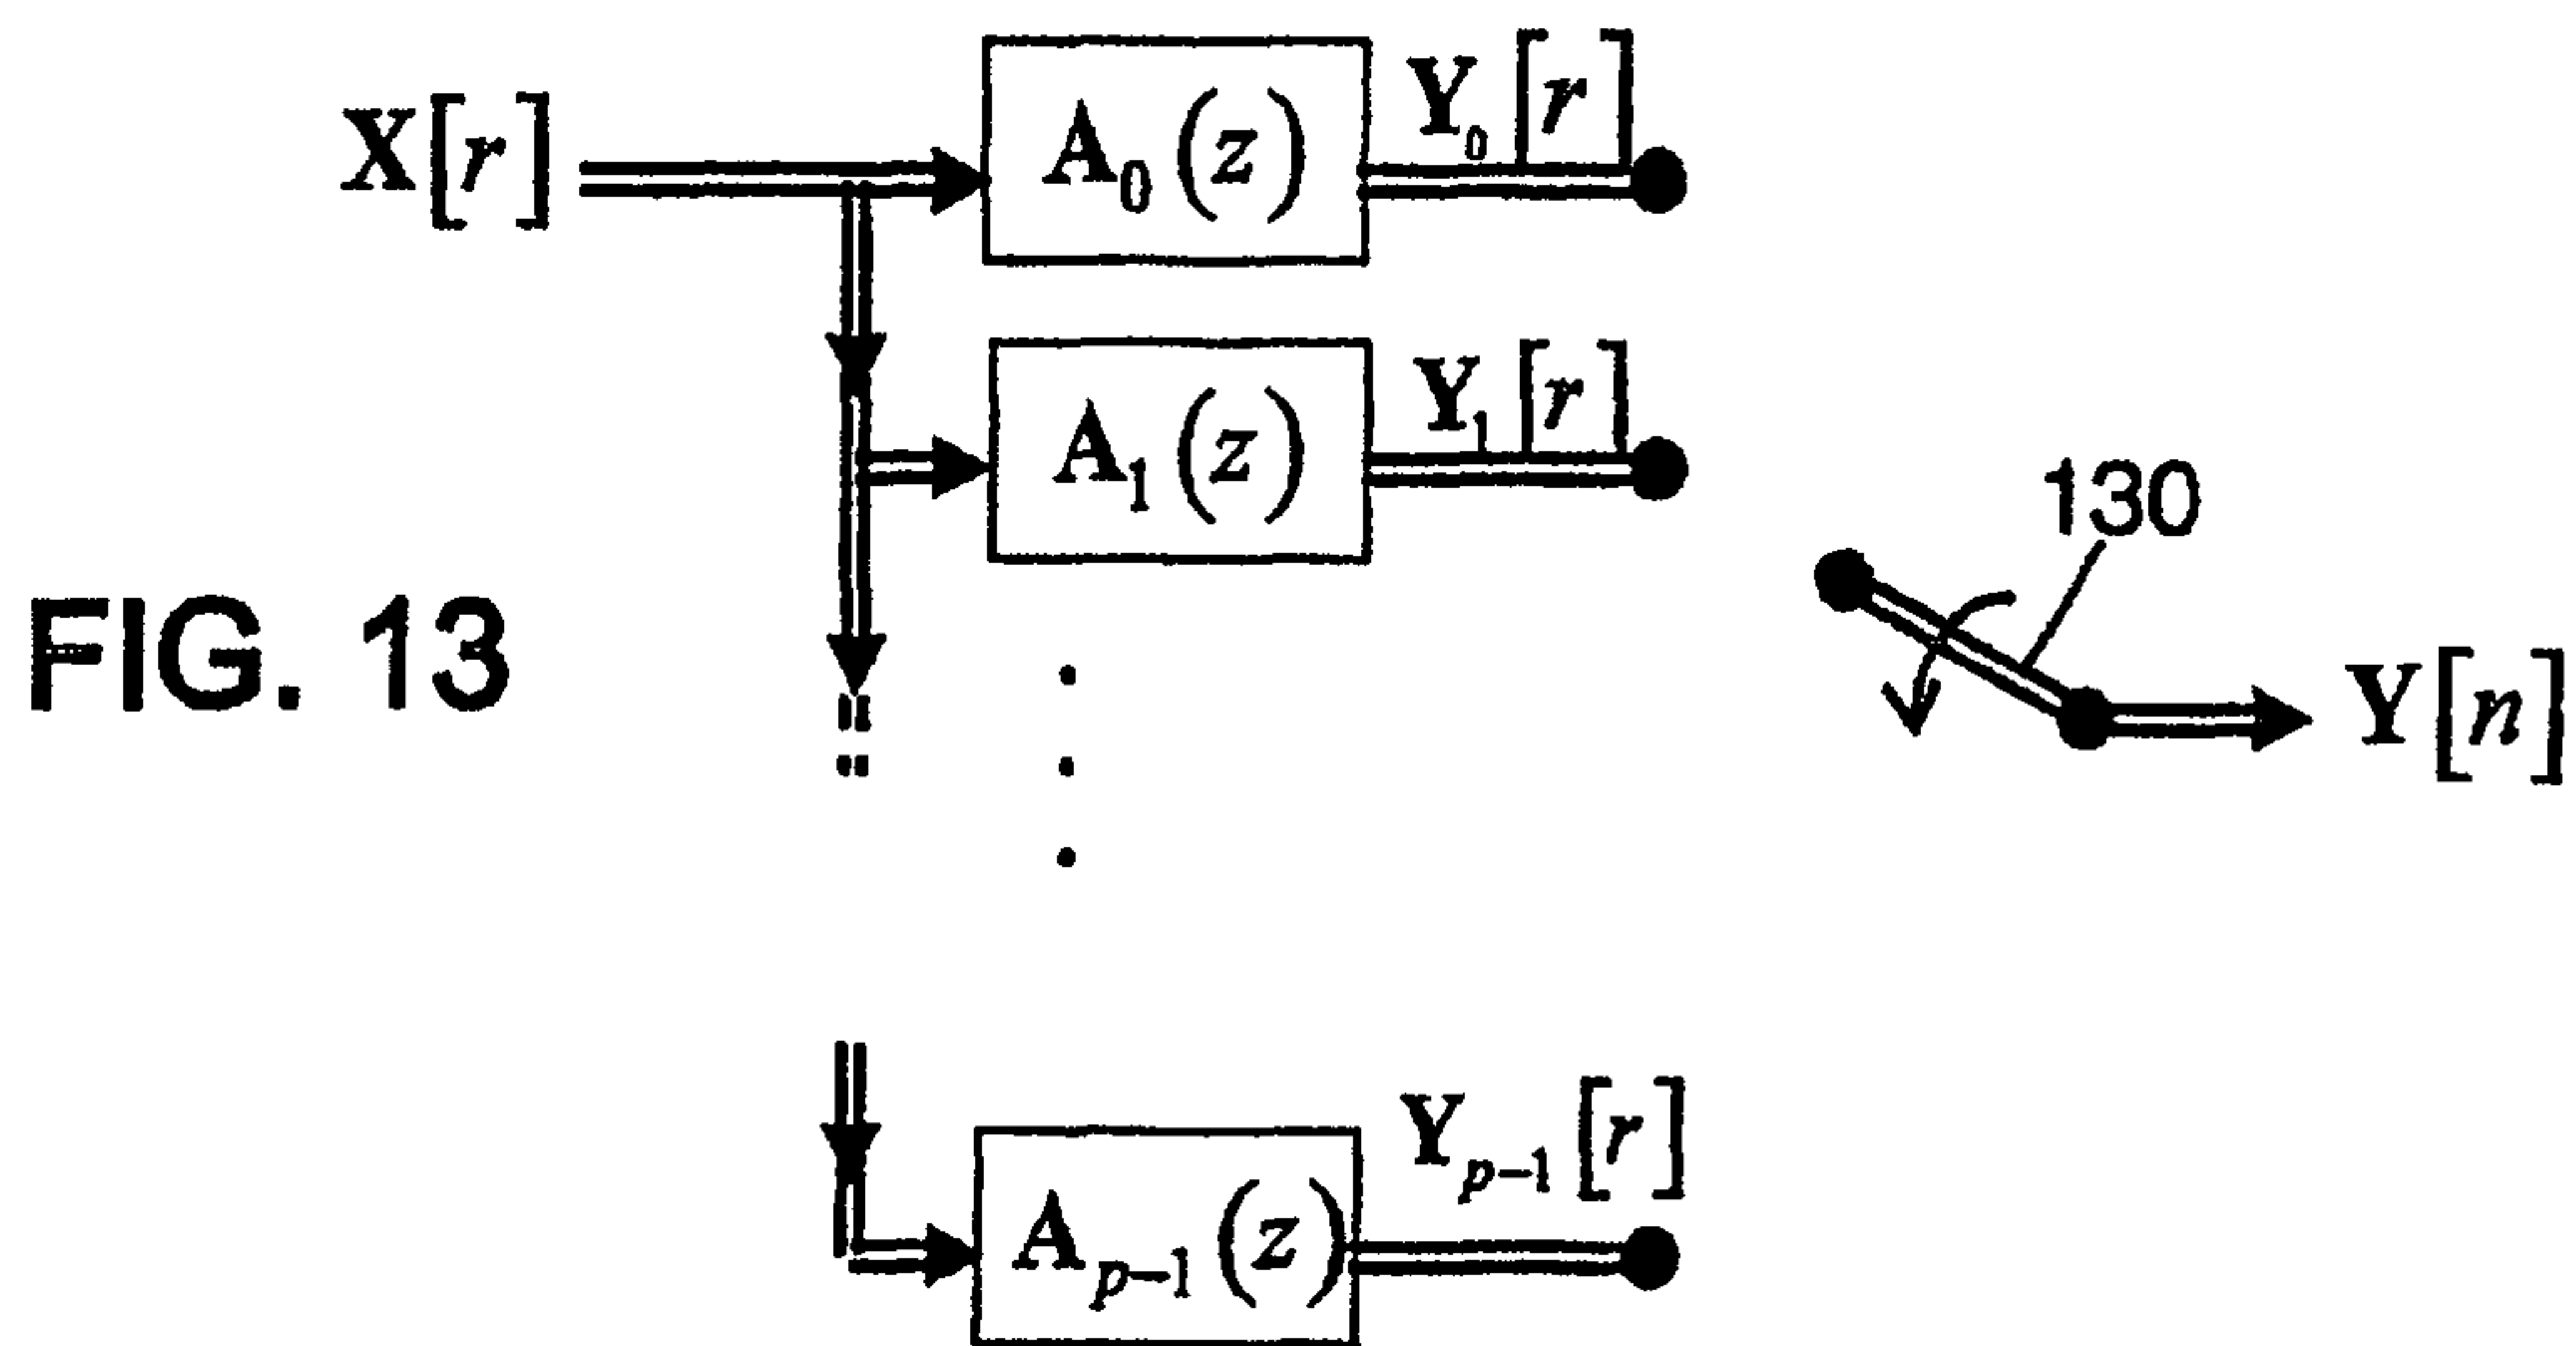 X[r]
A₀(z)
Y₀[r]
A₁(z)
Y₁[r]
130
FIG. 13
Y[n]
Aₚ₋₁(z)
Yₚ₋₁[r]